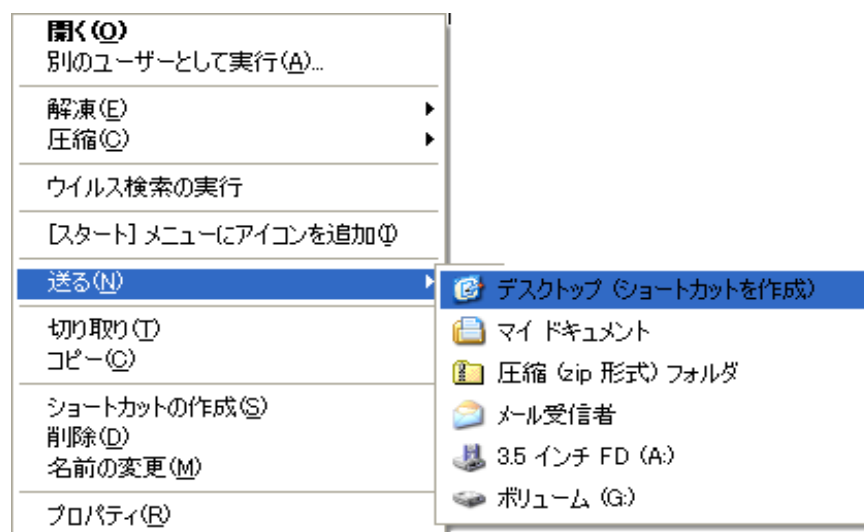 開く(O)
別のユーザーとして実行(A)...
解凍(E)
圧縮(C)
ウイルス検索の実行
[スタート] メニューにアイコンを追加(I)
送る(N)
切り取り(T)
コピー(C)
ショートカットの作成(S)
削除(D)
名前の変更(M)
プロパティ(R)
デスクトップ (ショートカットを作成)
マイ ドキュメント
圧縮 (zip 形式) フォルダ
メール受信者
3.5 インチ FD (A:)
ボリューム (G:)